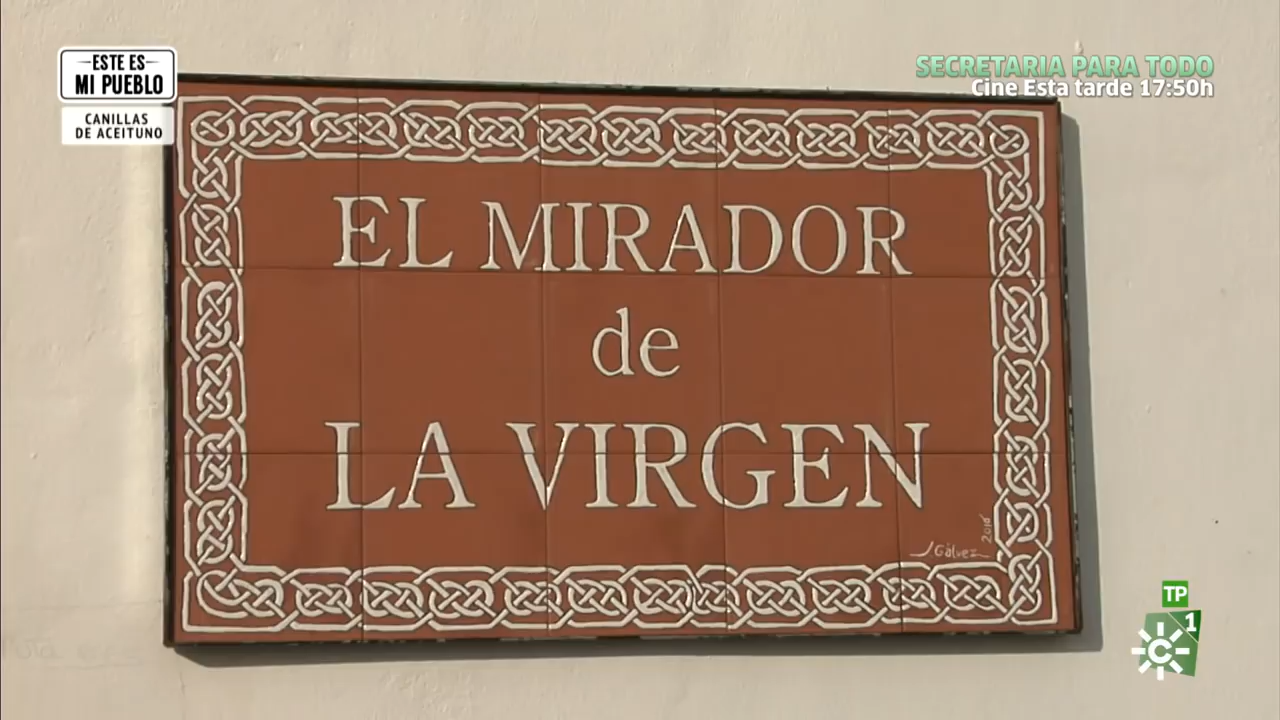 ESTE ES
MI PUEBLO
CANILLAS
DE ACEITUNO
SECRETARIA PARA TODO
Cine Esta tarde 17:50h
EL MIRADOR
de
LA VIRGEN
J. Gálvez
TP
1
C